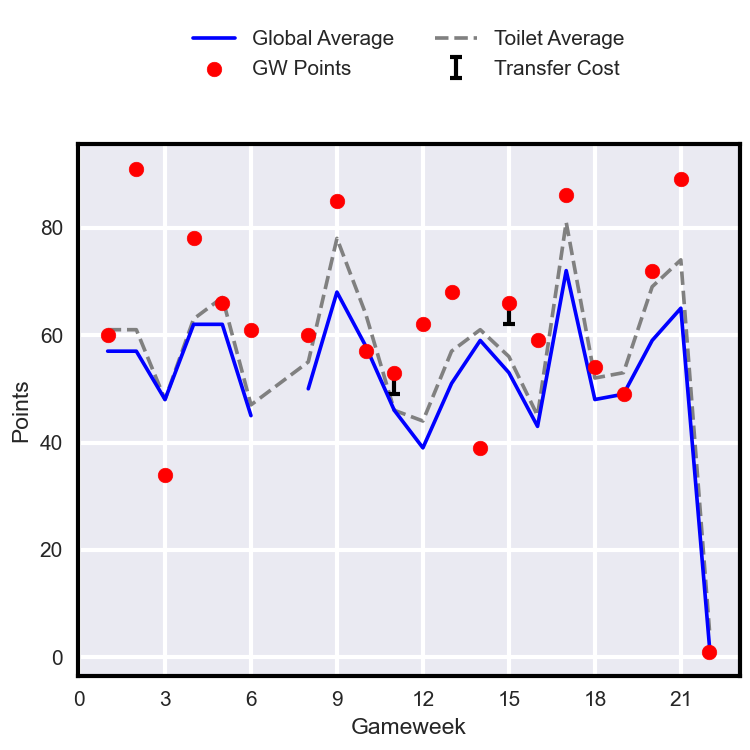 Global Average
Toilet Average
GW Points
Transfer Cost
80
60
40
20
0
Points
0 3 6 9 12 15 18 21
Gameweek